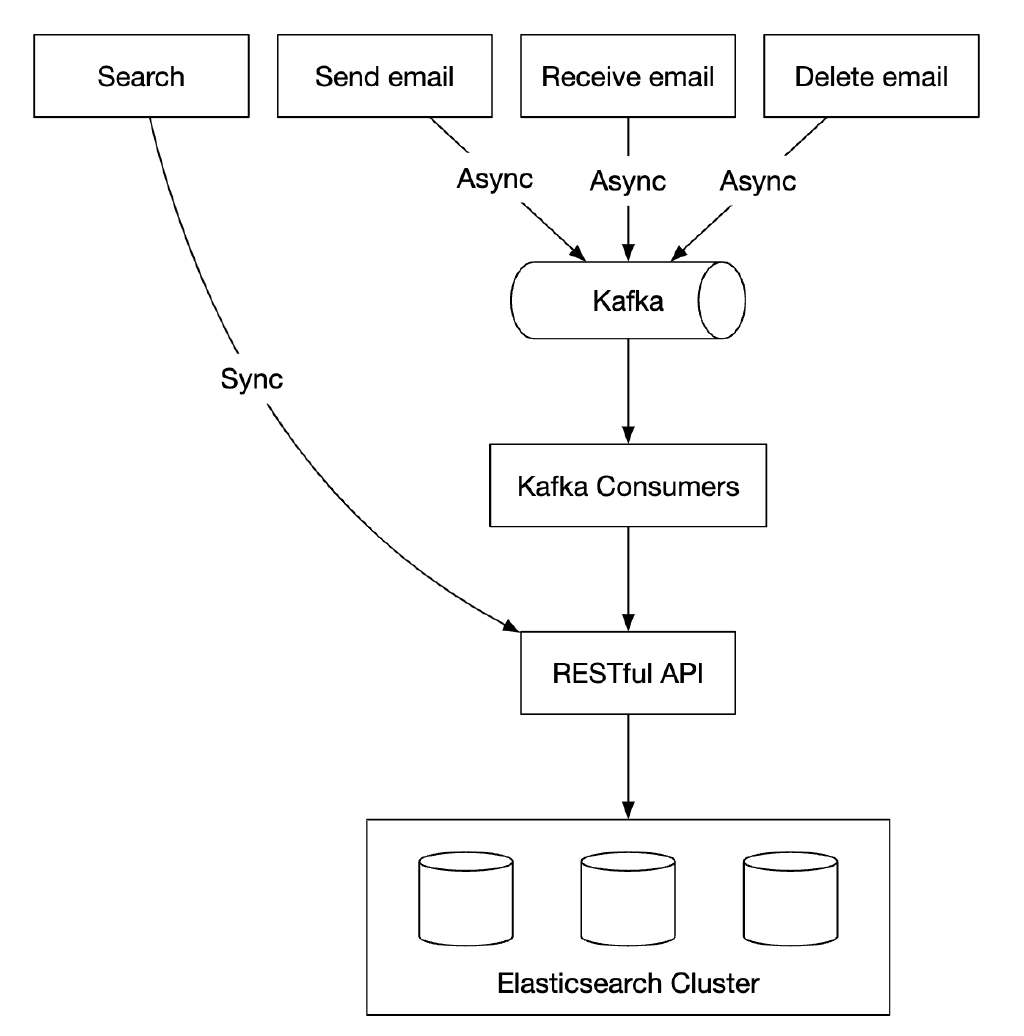 Search
Send email
Receive email
Delete email
Async
Async
Async
Kafka
Sync
Kafka Consumers
RESTful API
Elasticsearch Cluster